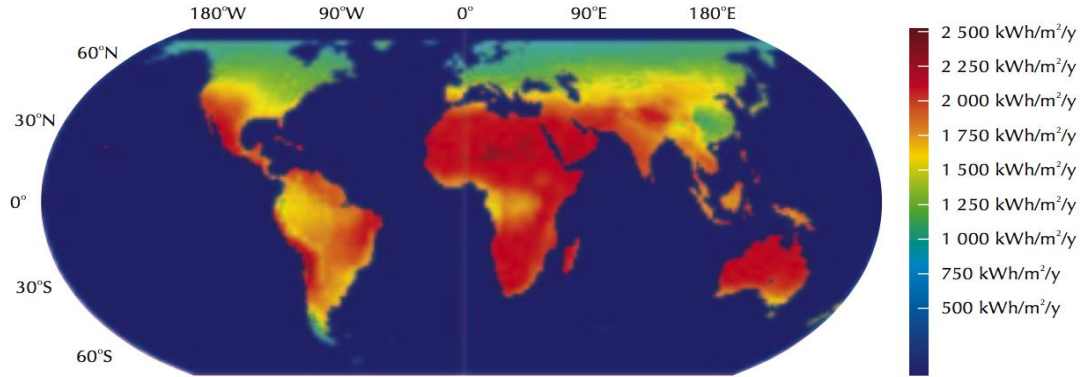 180°W 90°W 0° 90°E 180°E
60°N
30°N
0°
30°S
60°S
2 500 kWh/m²/y
2 250 kWh/m²/y
2 000 kWh/m²/y
1 750 kWh/m²/y
1 500 kWh/m²/y
1 250 kWh/m²/y
1 000 kWh/m²/y
750 kWh/m²/y
500 kWh/m²/y